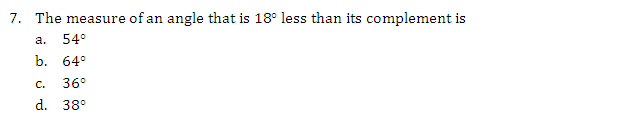 7. The measure of an angle that is 18° less than its complement is
a. 54°
b. 64°
c. 36°
d. 38°